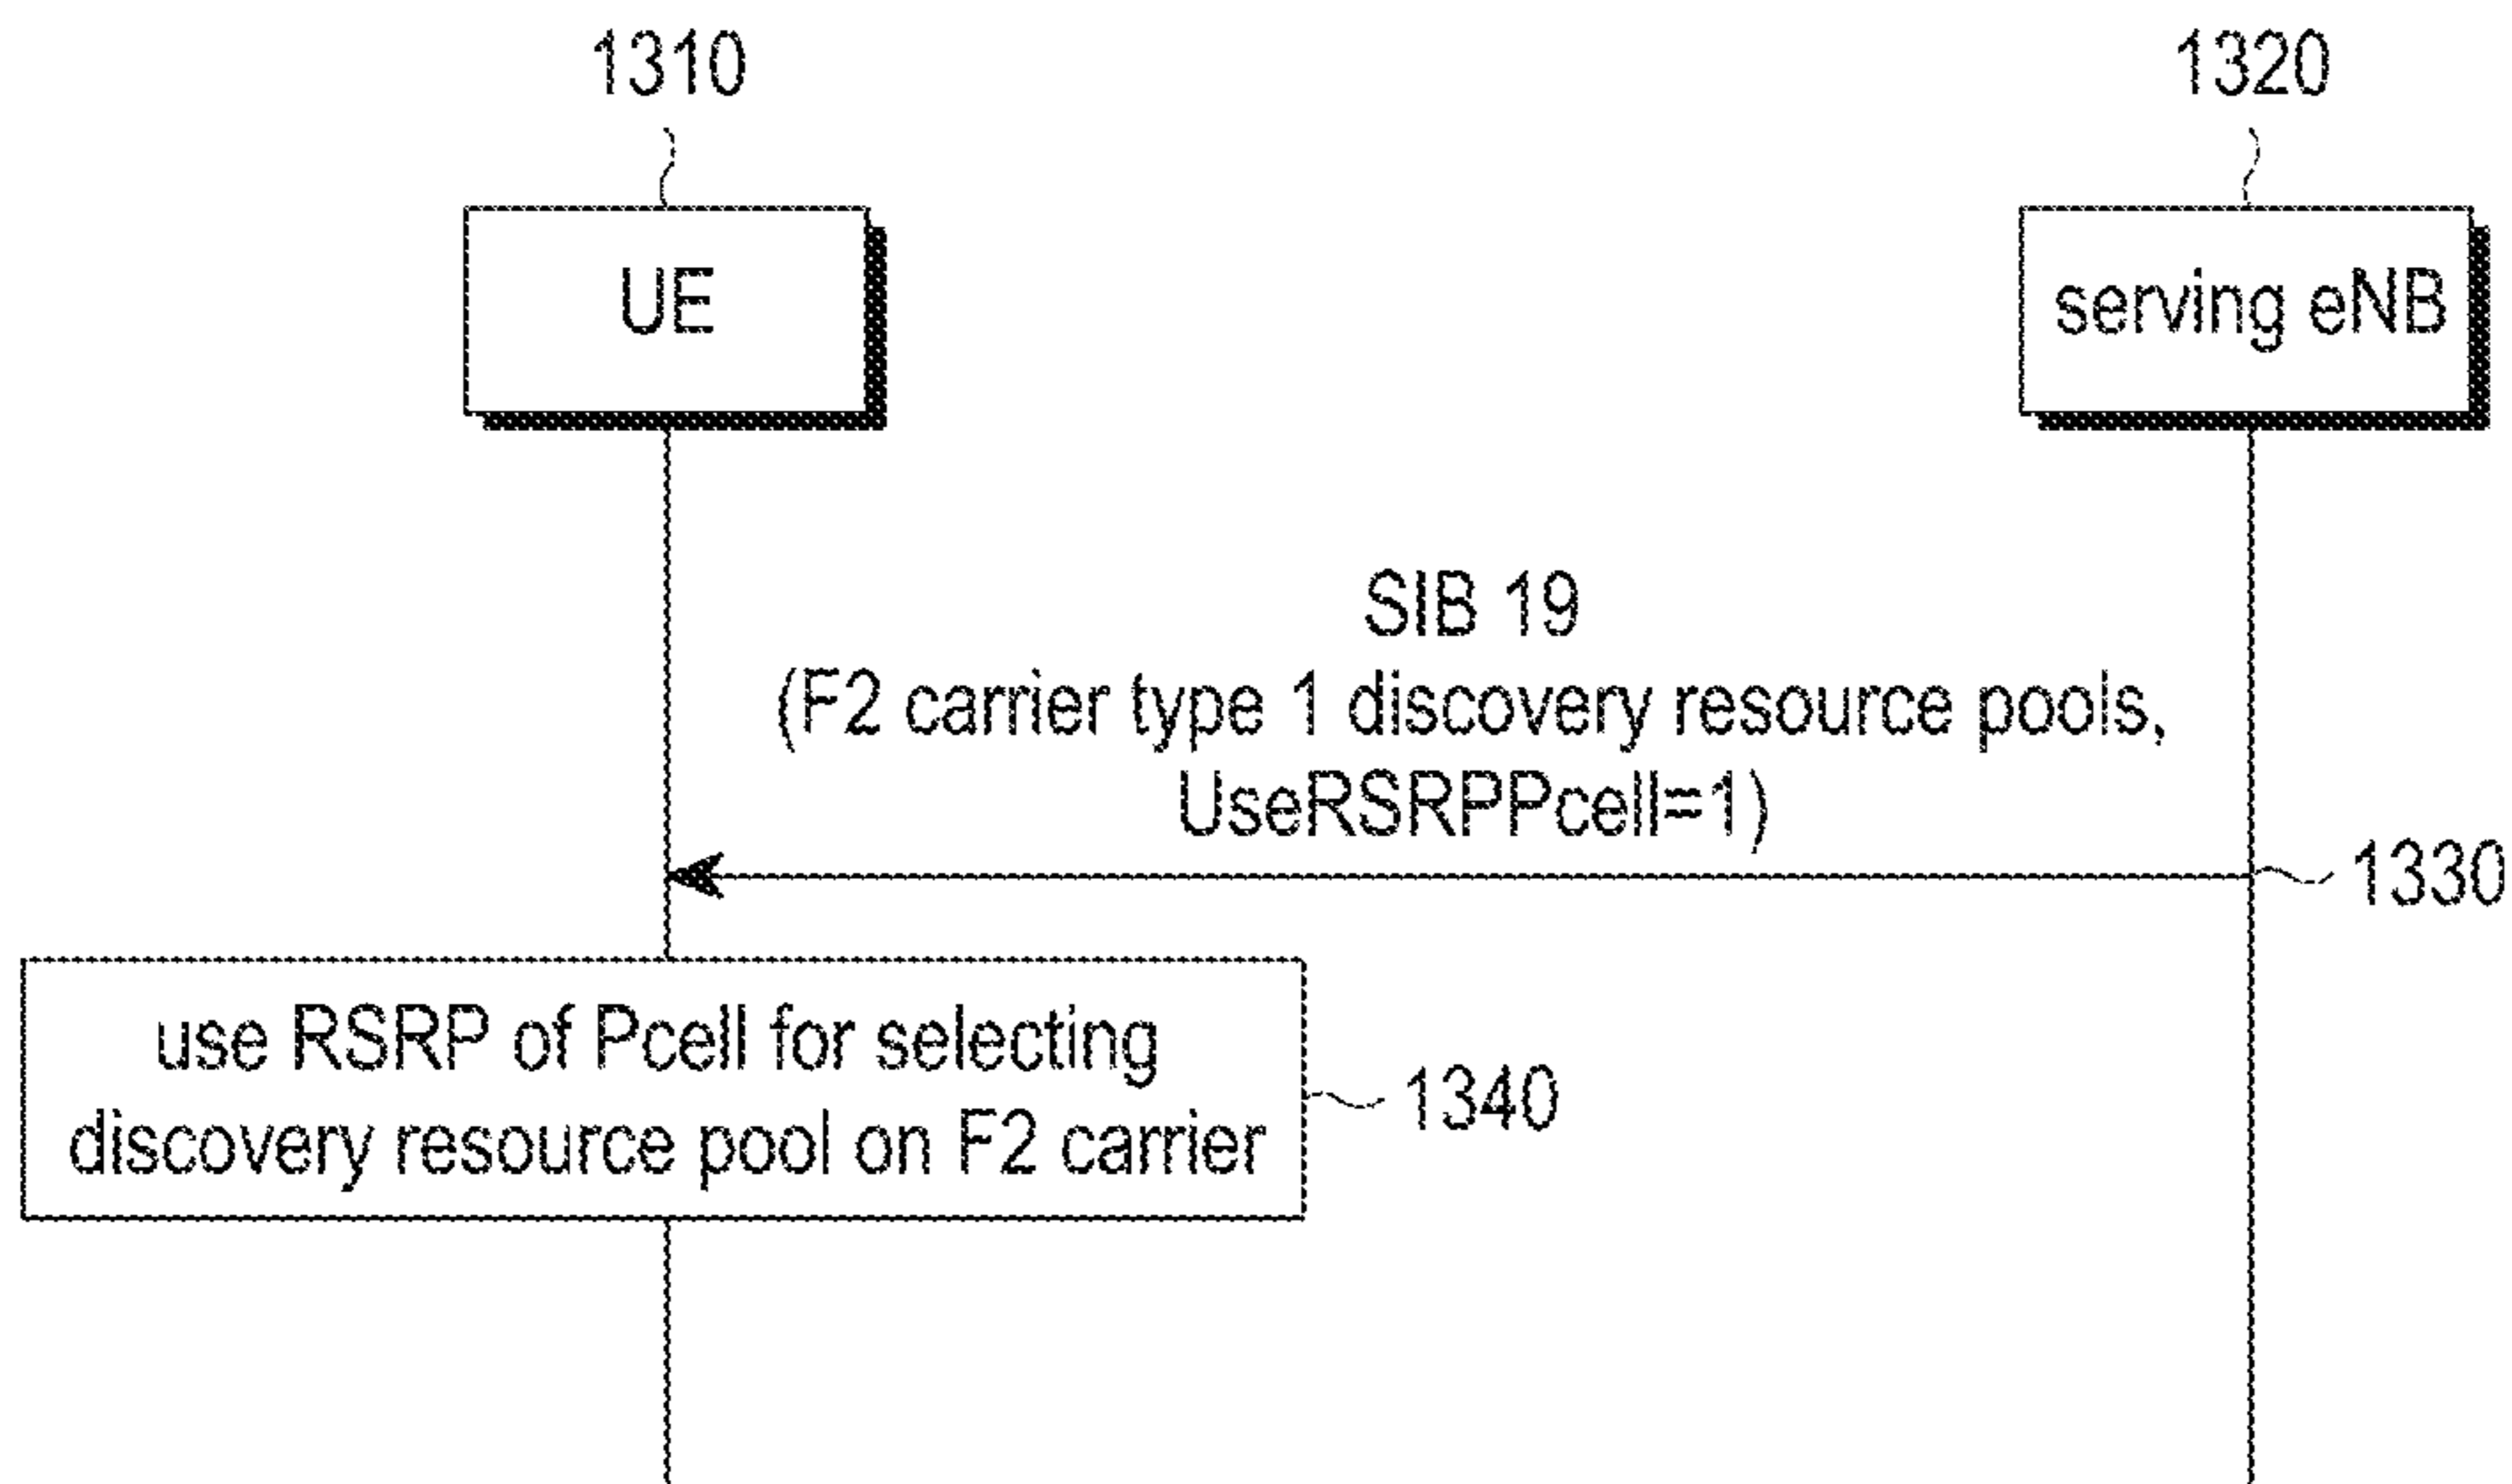 1310
1320
UE
serving eNB
SIB 19
(F2 carrier type 1 discovery resource pools,
UseRSRPPcell=1)
1330
use RSRP of Pcell for selecting
discovery resource pool on F2 carrier
1340